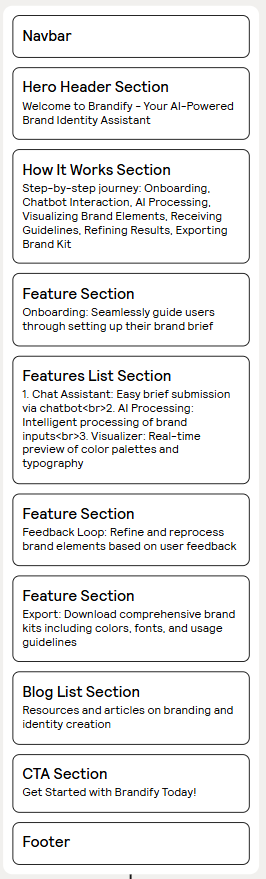 Navbar
Hero Header Section
Welcome to Brandify - Your AI-Powered
Brand Identity Assistant
How It Works Section
Step-by-step journey: Onboarding,
Chatbot Interaction, AI Processing,
Visualizing Brand Elements, Receiving
Guidelines, Refining Results, Exporting
Brand Kit
Feature Section
Onboarding: Seamlessly guide users
through setting up their brand brief
Features List Section
1. Chat Assistant: Easy brief submission
via chatbot<br>2. AI Processing:
Intelligent processing of brand
inputs<br>3. Visualizer: Real-time
preview of color palettes and
typography
Feature Section
Feedback Loop: Refine and reprocess
brand elements based on user feedback
Feature Section
Export: Download comprehensive brand
kits including colors, fonts, and usage
guidelines
Blog List Section
Resources and articles on branding and
identity creation
CTA Section
Get Started with Brandify Today!
Footer